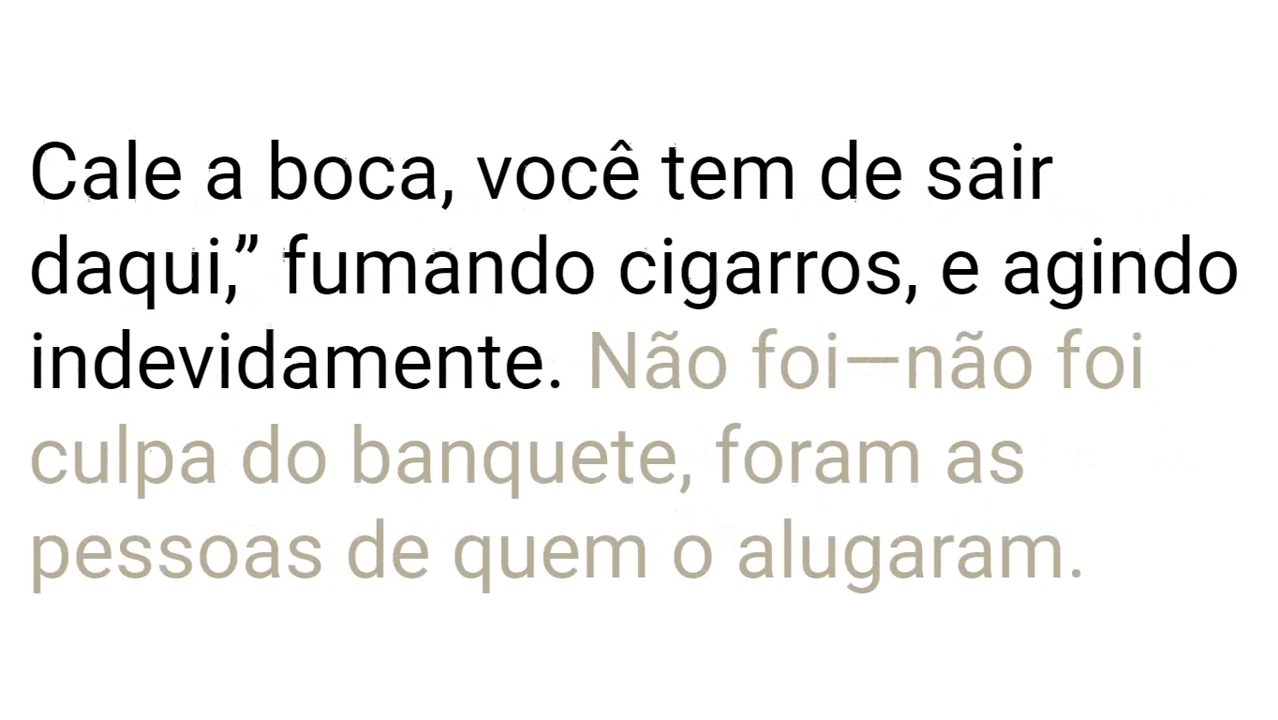 Cale a boca, você tem de sair
daqui,” fumando cigarros, e agindo
indevidamente. Não foi—não foi
culpa do banquete, foram as
pessoas de quem o alugaram.